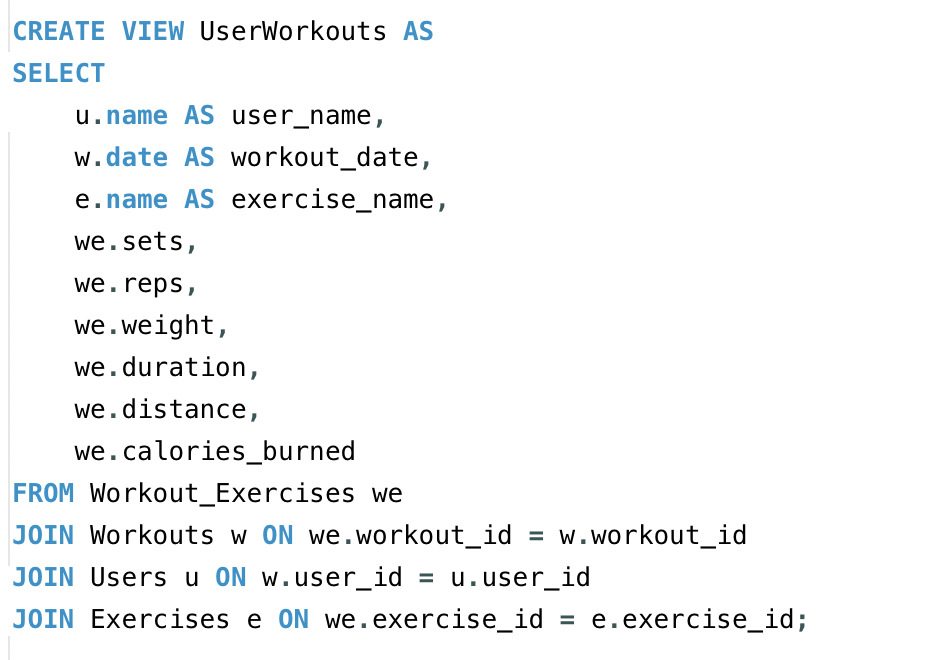 CREATE VIEW UserWorkouts AS
SELECT
    u.name AS user_name,
    w.date AS workout_date,
    e.name AS exercise_name,
    we.sets,
    we.reps,
    we.weight,
    we.duration,
    we.distance,
    we.calories_burned
FROM Workout_Exercises we
JOIN Workouts w ON we.workout_id = w.workout_id
JOIN Users u ON w.user_id = u.user_id
JOIN Exercises e ON we.exercise_id = e.exercise_id;